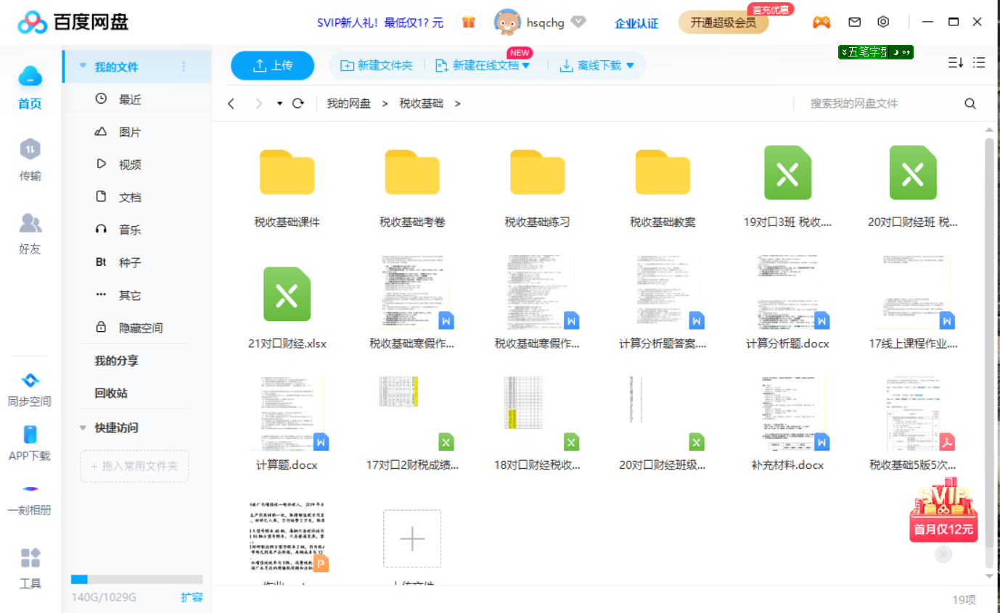 百度网盘
SVIP新人礼！最低仅1? 元
hsqchg
企业认证
开通超级会员
首充优惠
五笔字型
首页
传输
好友
同步空间
APP下载
一刻相册
工具
我的文件
最近
图片
视频
文档
音乐
Bt 种子
其它
隐藏空间
我的分享
回收站
快捷访问
+ 拖入常用文件夹
140G/1029G 扩容
上传
新建文件夹
新建在线文档
NEW
离线下载
我的网盘 > 税收基础 >
搜索我的网盘文件
税收基础课件
税收基础考卷
税收基础练习
税收基础教案
19对口3班 税收....
20对口财经班 税...
21对口财经.xlsx
税收基础寒假作...
税收基础寒假作...
计算分析题答案....
计算分析题.docx
17线上课程作业....
计算题.docx
17对口2财税成绩...
18对口财经税收...
20对口财经班级...
补充材料.docx
税收基础5版5次...
SVIP
首月仅12元
上传文件
19项